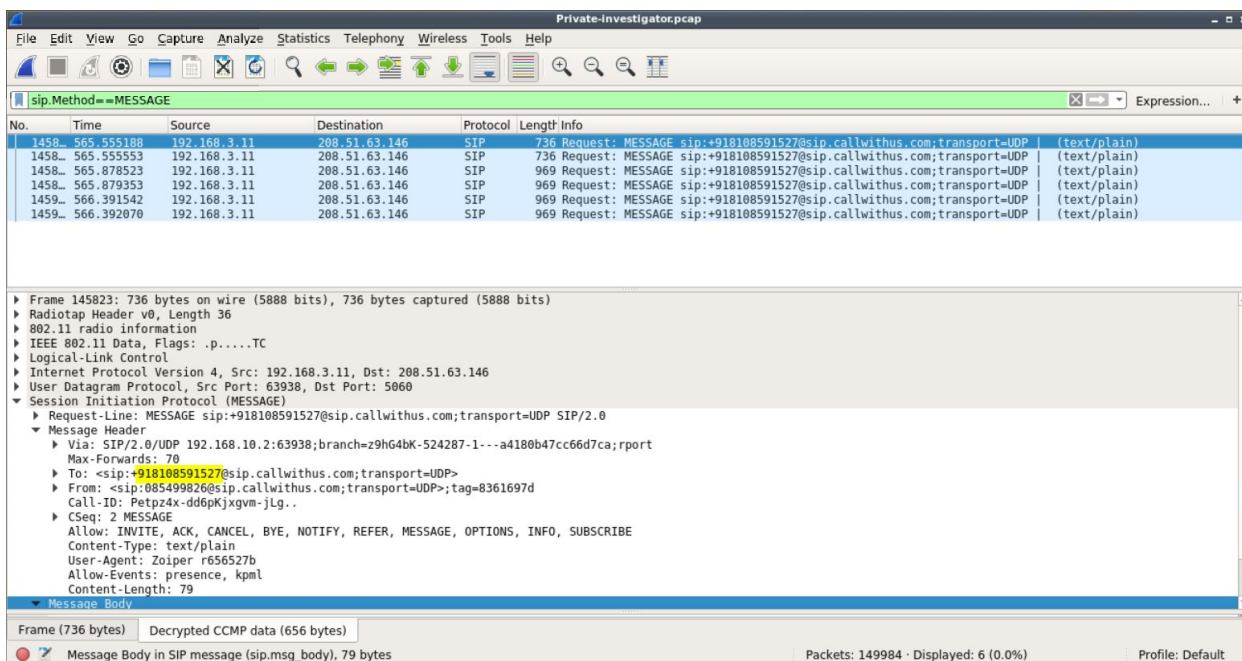 Private-investigator.pcap
File Edit View Go Capture Analyze Statistics Telephony Wireless Tools Help
sip.Method==MESSAGE Expression... +
No. Time Source Destination Protocol Length Info
1458… 565.555188 192.168.3.11 208.51.63.146 SIP 736 Request: MESSAGE sip:+918108591527@sip.callwithus.com;transport=UDP | (text/plain)
1458… 565.555553 192.168.3.11 208.51.63.146 SIP 736 Request: MESSAGE sip:+918108591527@sip.callwithus.com;transport=UDP | (text/plain)
1458… 565.878523 192.168.3.11 208.51.63.146 SIP 969 Request: MESSAGE sip:+918108591527@sip.callwithus.com;transport=UDP | (text/plain)
1458… 565.879353 192.168.3.11 208.51.63.146 SIP 969 Request: MESSAGE sip:+918108591527@sip.callwithus.com;transport=UDP | (text/plain)
1459… 566.391542 192.168.3.11 208.51.63.146 SIP 969 Request: MESSAGE sip:+918108591527@sip.callwithus.com;transport=UDP | (text/plain)
1459… 566.392070 192.168.3.11 208.51.63.146 SIP 969 Request: MESSAGE sip:+918108591527@sip.callwithus.com;transport=UDP | (text/plain)
Frame 145823: 736 bytes on wire (5888 bits), 736 bytes captured (5888 bits)
Radiotap Header v0, Length 36
802.11 radio information
IEEE 802.11 Data, Flags: .p.....TC
Logical-Link Control
Internet Protocol Version 4, Src: 192.168.3.11, Dst: 208.51.63.146
User Datagram Protocol, Src Port: 63938, Dst Port: 5060
Session Initiation Protocol (MESSAGE)
Request-Line: MESSAGE sip:+918108591527@sip.callwithus.com;transport=UDP SIP/2.0
Message Header
Via: SIP/2.0/UDP 192.168.10.2:63938;branch=z9hG4bK-524287-1---a4180b47cc66d7ca;rport
Max-Forwards: 70
To: <sip:+918108591527@sip.callwithus.com;transport=UDP>
From: <sip:085499826@sip.callwithus.com;transport=UDP>;tag=8361697d
Call-ID: Petpz4x-dd6pKjxgvm-jLg..
CSeq: 2 MESSAGE
Allow: INVITE, ACK, CANCEL, BYE, NOTIFY, REFER, MESSAGE, OPTIONS, INFO, SUBSCRIBE
Content-Type: text/plain
User-Agent: Zoiper r656527b
Allow-Events: presence, kpml
Content-Length: 79
Message Body
Frame (736 bytes) Decrypted CCMP data (656 bytes)
Message Body in SIP message (sip.msg_body), 79 bytes Packets: 149984 · Displayed: 6 (0.0%) Profile: Default